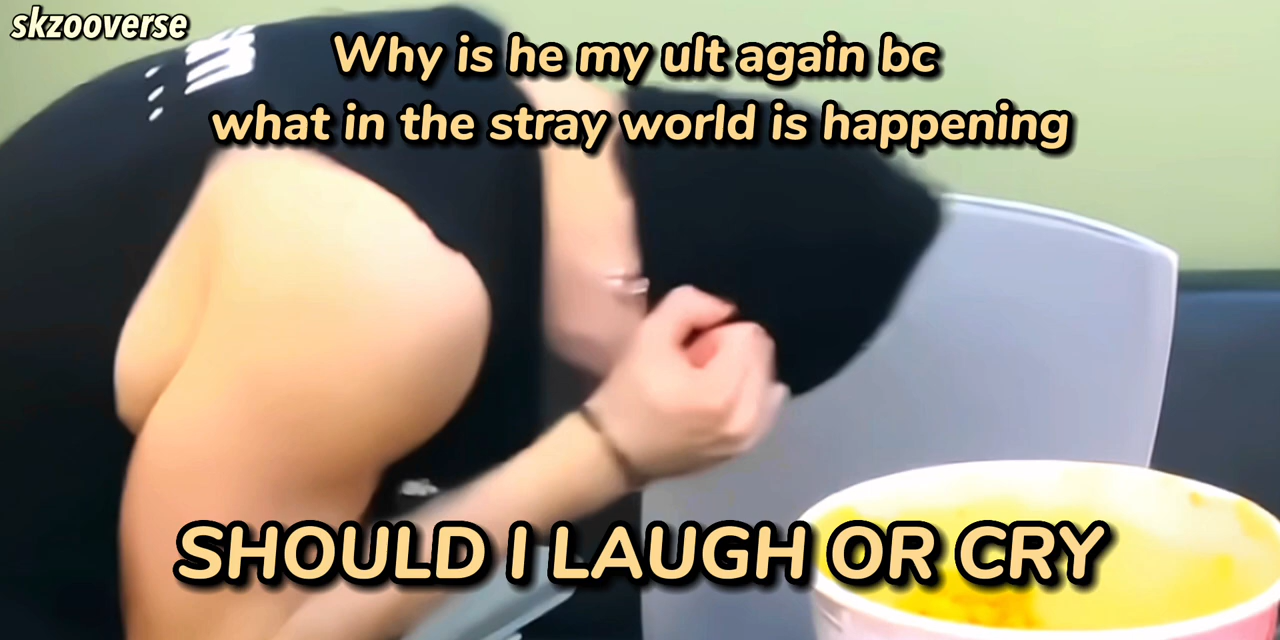 skzooverse
Why is he my ult again bc
what in the stray world is happening
SHOULD I LAUGH OR CRY